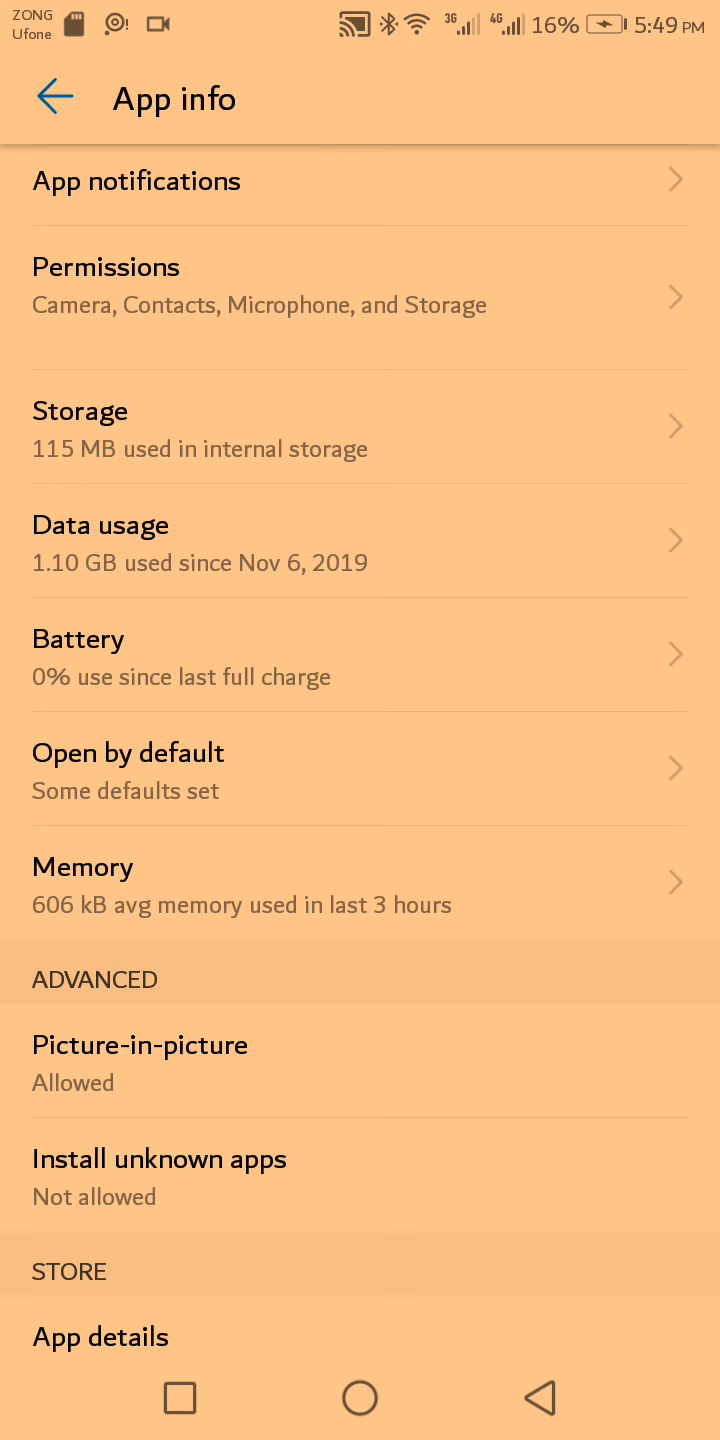 ZONG
Ufone
3G
4G
16%
5:49 PM
App info
App notifications
Permissions
Camera, Contacts, Microphone, and Storage
Storage
115 MB used in internal storage
Data usage
1.10 GB used since Nov 6, 2019
Battery
0% use since last full charge
Open by default
Some defaults set
Memory
606 kB avg memory used in last 3 hours
ADVANCED
Picture-in-picture
Allowed
Install unknown apps
Not allowed
STORE
App details